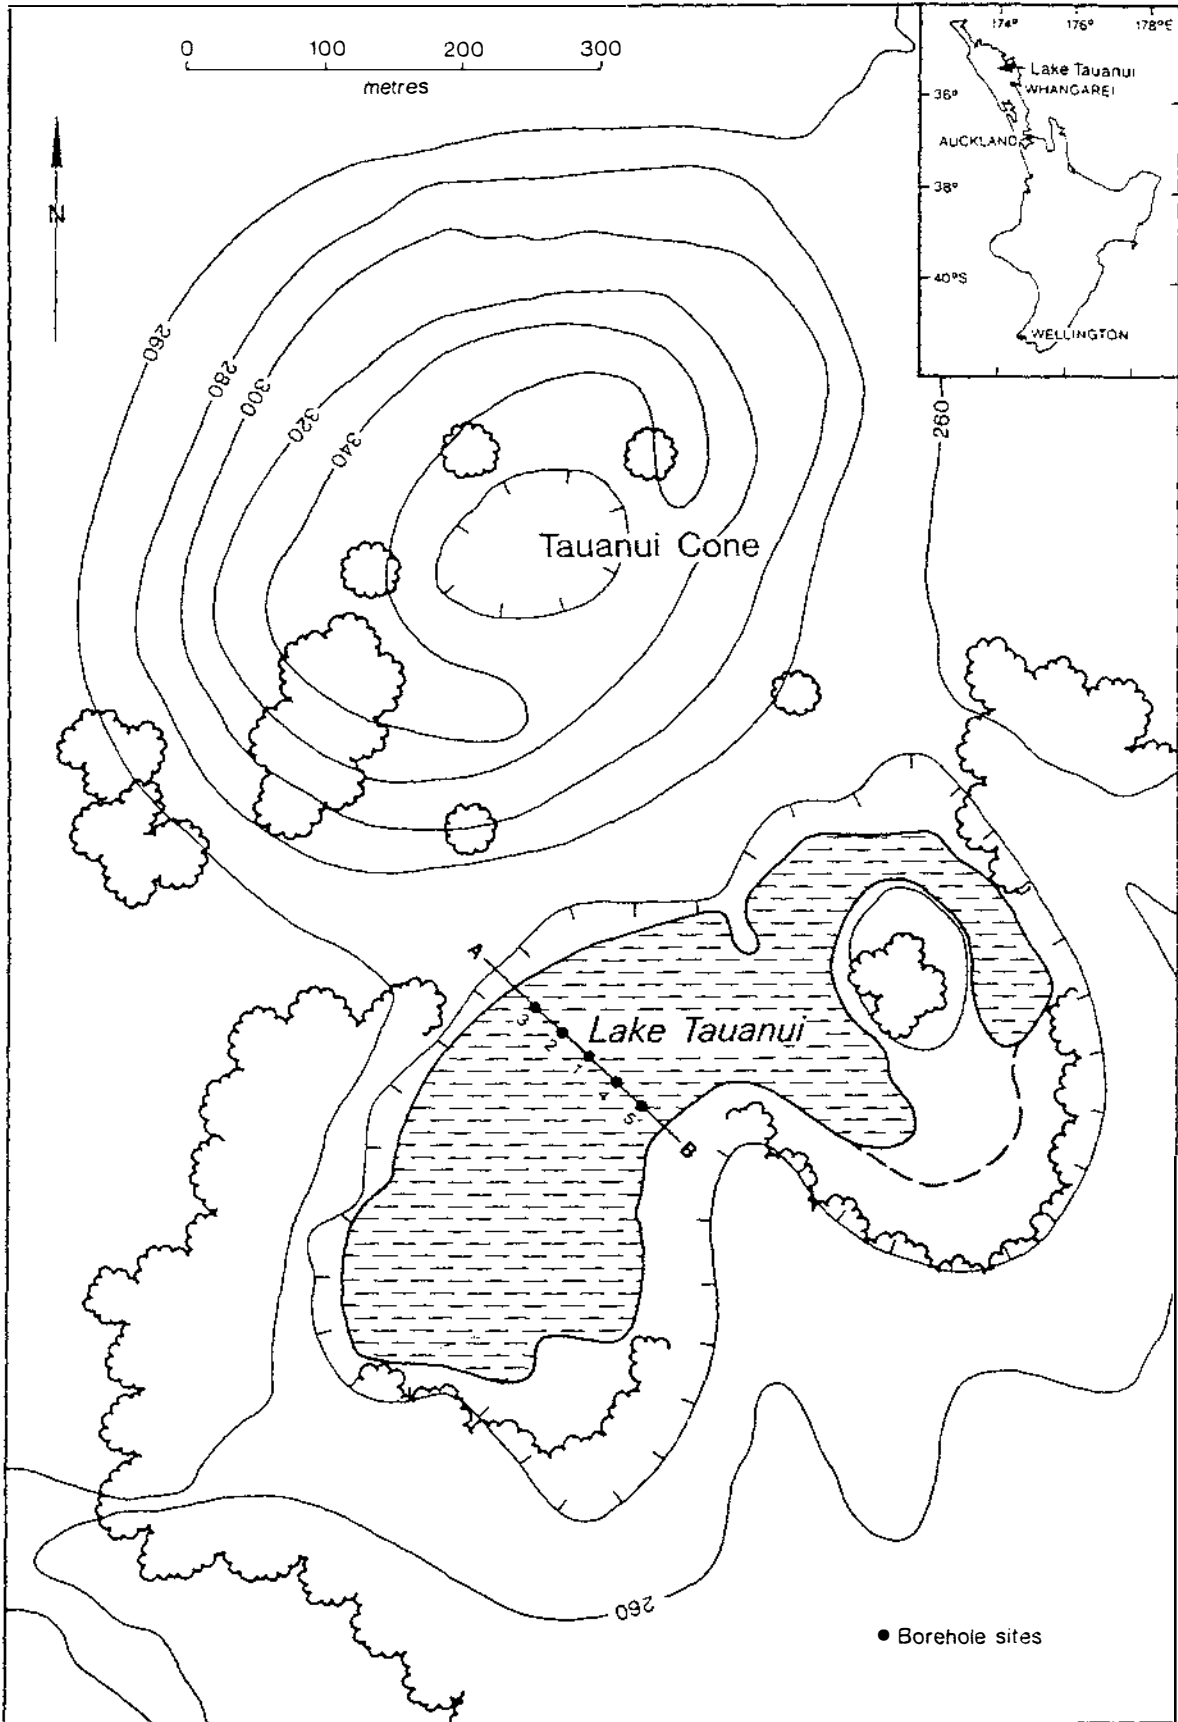 0 100 200 300
metres
N
174° 176° 178°E
36°
38°
40°S
Lake Tauanui
WHANGAREI
AUCKLAND
WELLINGTON
260
280
300
320
340
260
Tauanui Cone
A
3
2
1
4
5
B
Lake Tauanui
260
Borehole sites